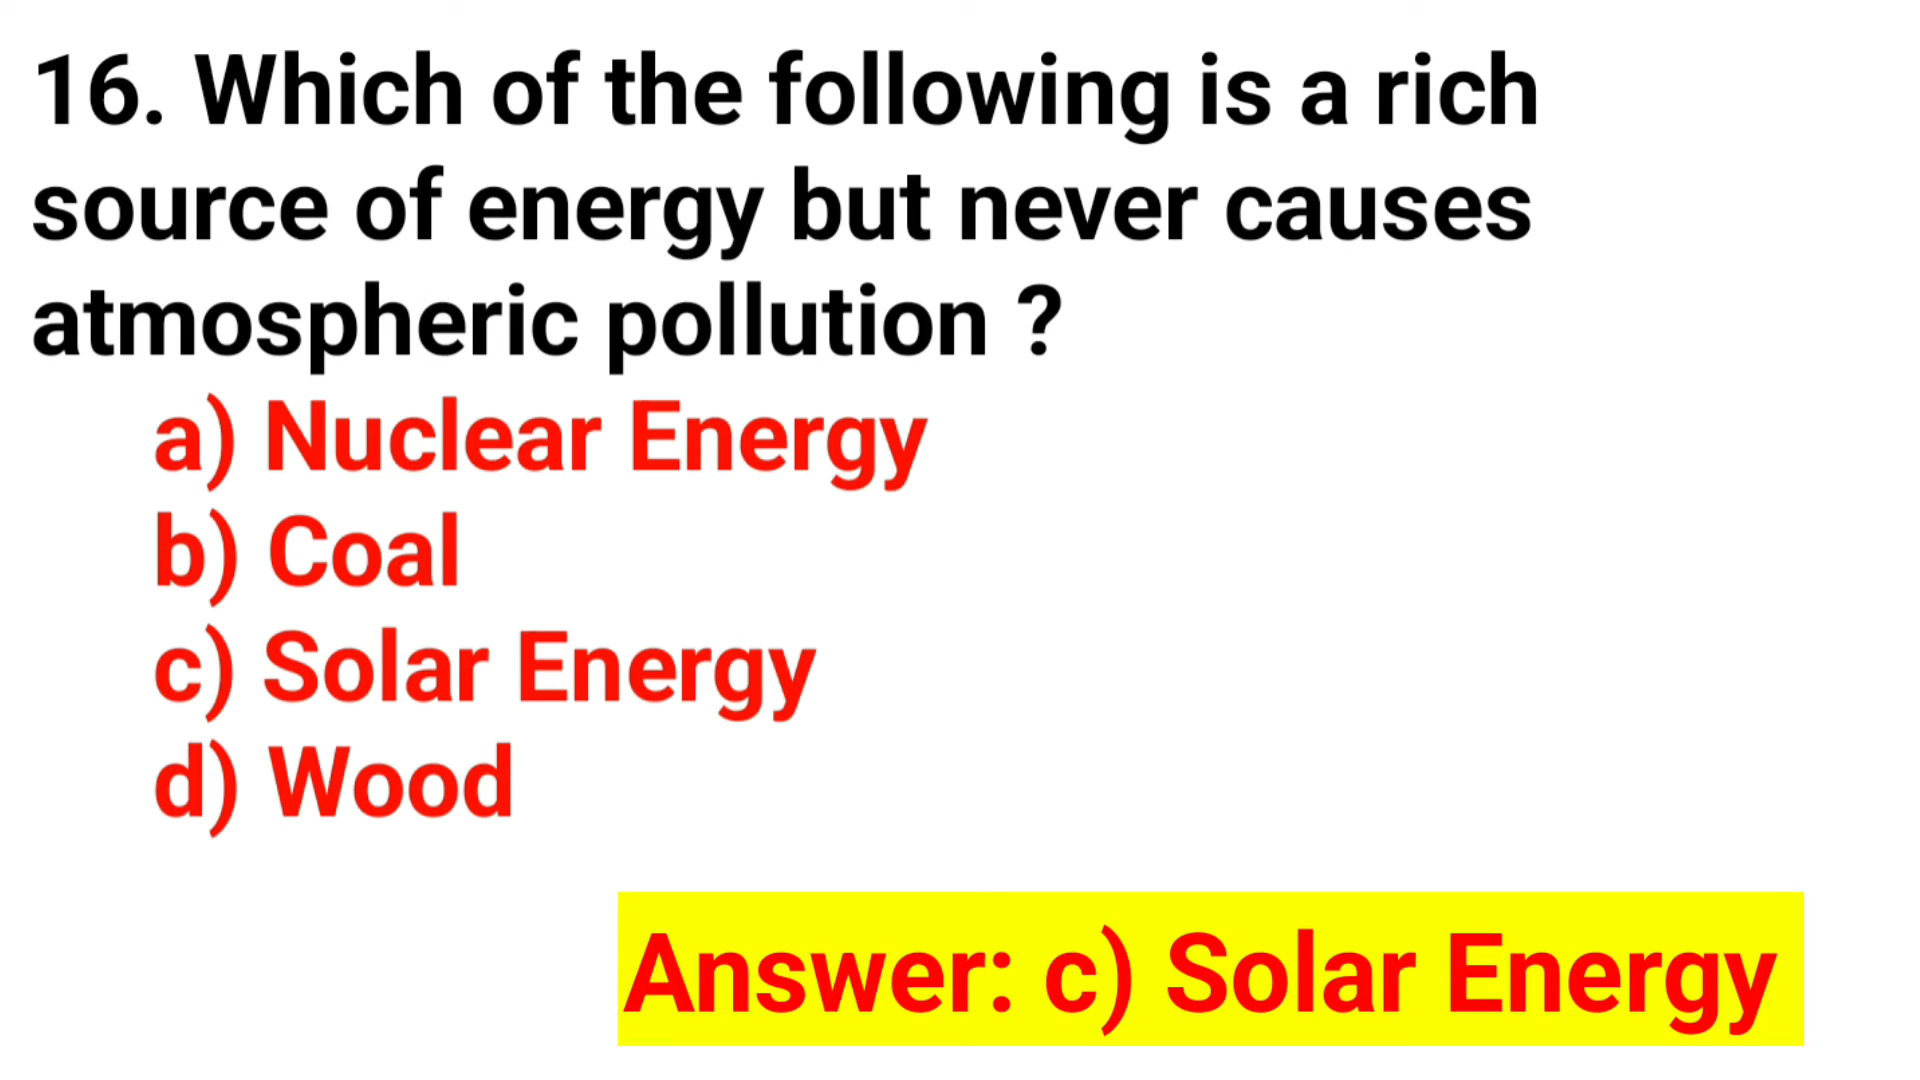 16. Which of the following is a rich
source of energy but never causes
atmospheric pollution ?
a) Nuclear Energy
b) Coal
c) Solar Energy
d) Wood
Answer: c) Solar Energy